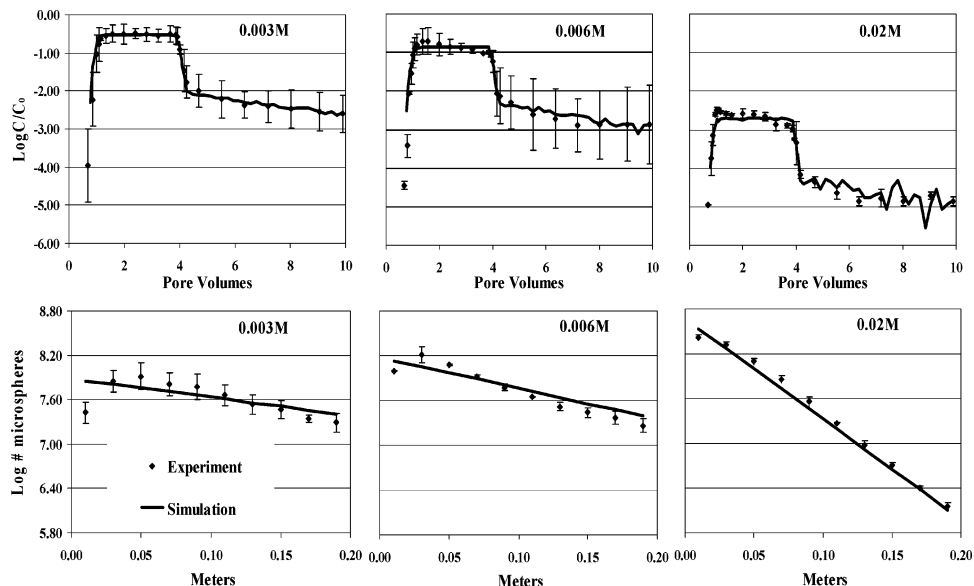 0.00
-1.00
-2.00
-3.00
-4.00
-5.00
-6.00
LogC/C₀
0.003M
0 2 4 6 8 10
Pore Volumes
0.006M
0 2 4 6 8 10
Pore Volumes
0.02M
0 2 4 6 8 10
Pore Volumes
8.80
8.20
7.60
7.00
6.40
5.80
Log # microspheres
0.003M
Experiment
Simulation
0.00 0.05 0.10 0.15 0.20
Meters
0.006M
0.00 0.05 0.10 0.15 0.20
Meters
0.02M
0.00 0.05 0.10 0.15 0.20
Meters